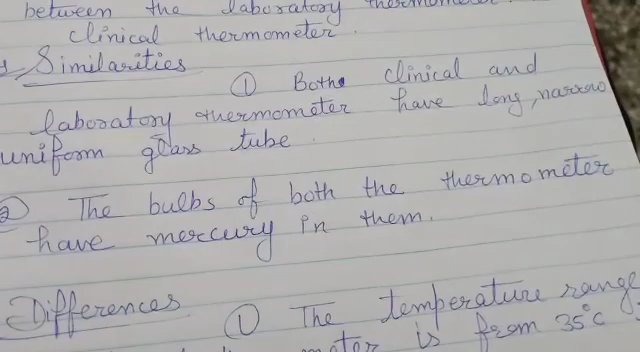 between the laboratory thermometer
clinical thermometer.
Similarities
① Both clinical and
laboratory thermometer have long, narrow
uniform glass tube.
② The bulbs of both the thermometer
have mercury in them.
Differences ① The temperature range
is from 35°C